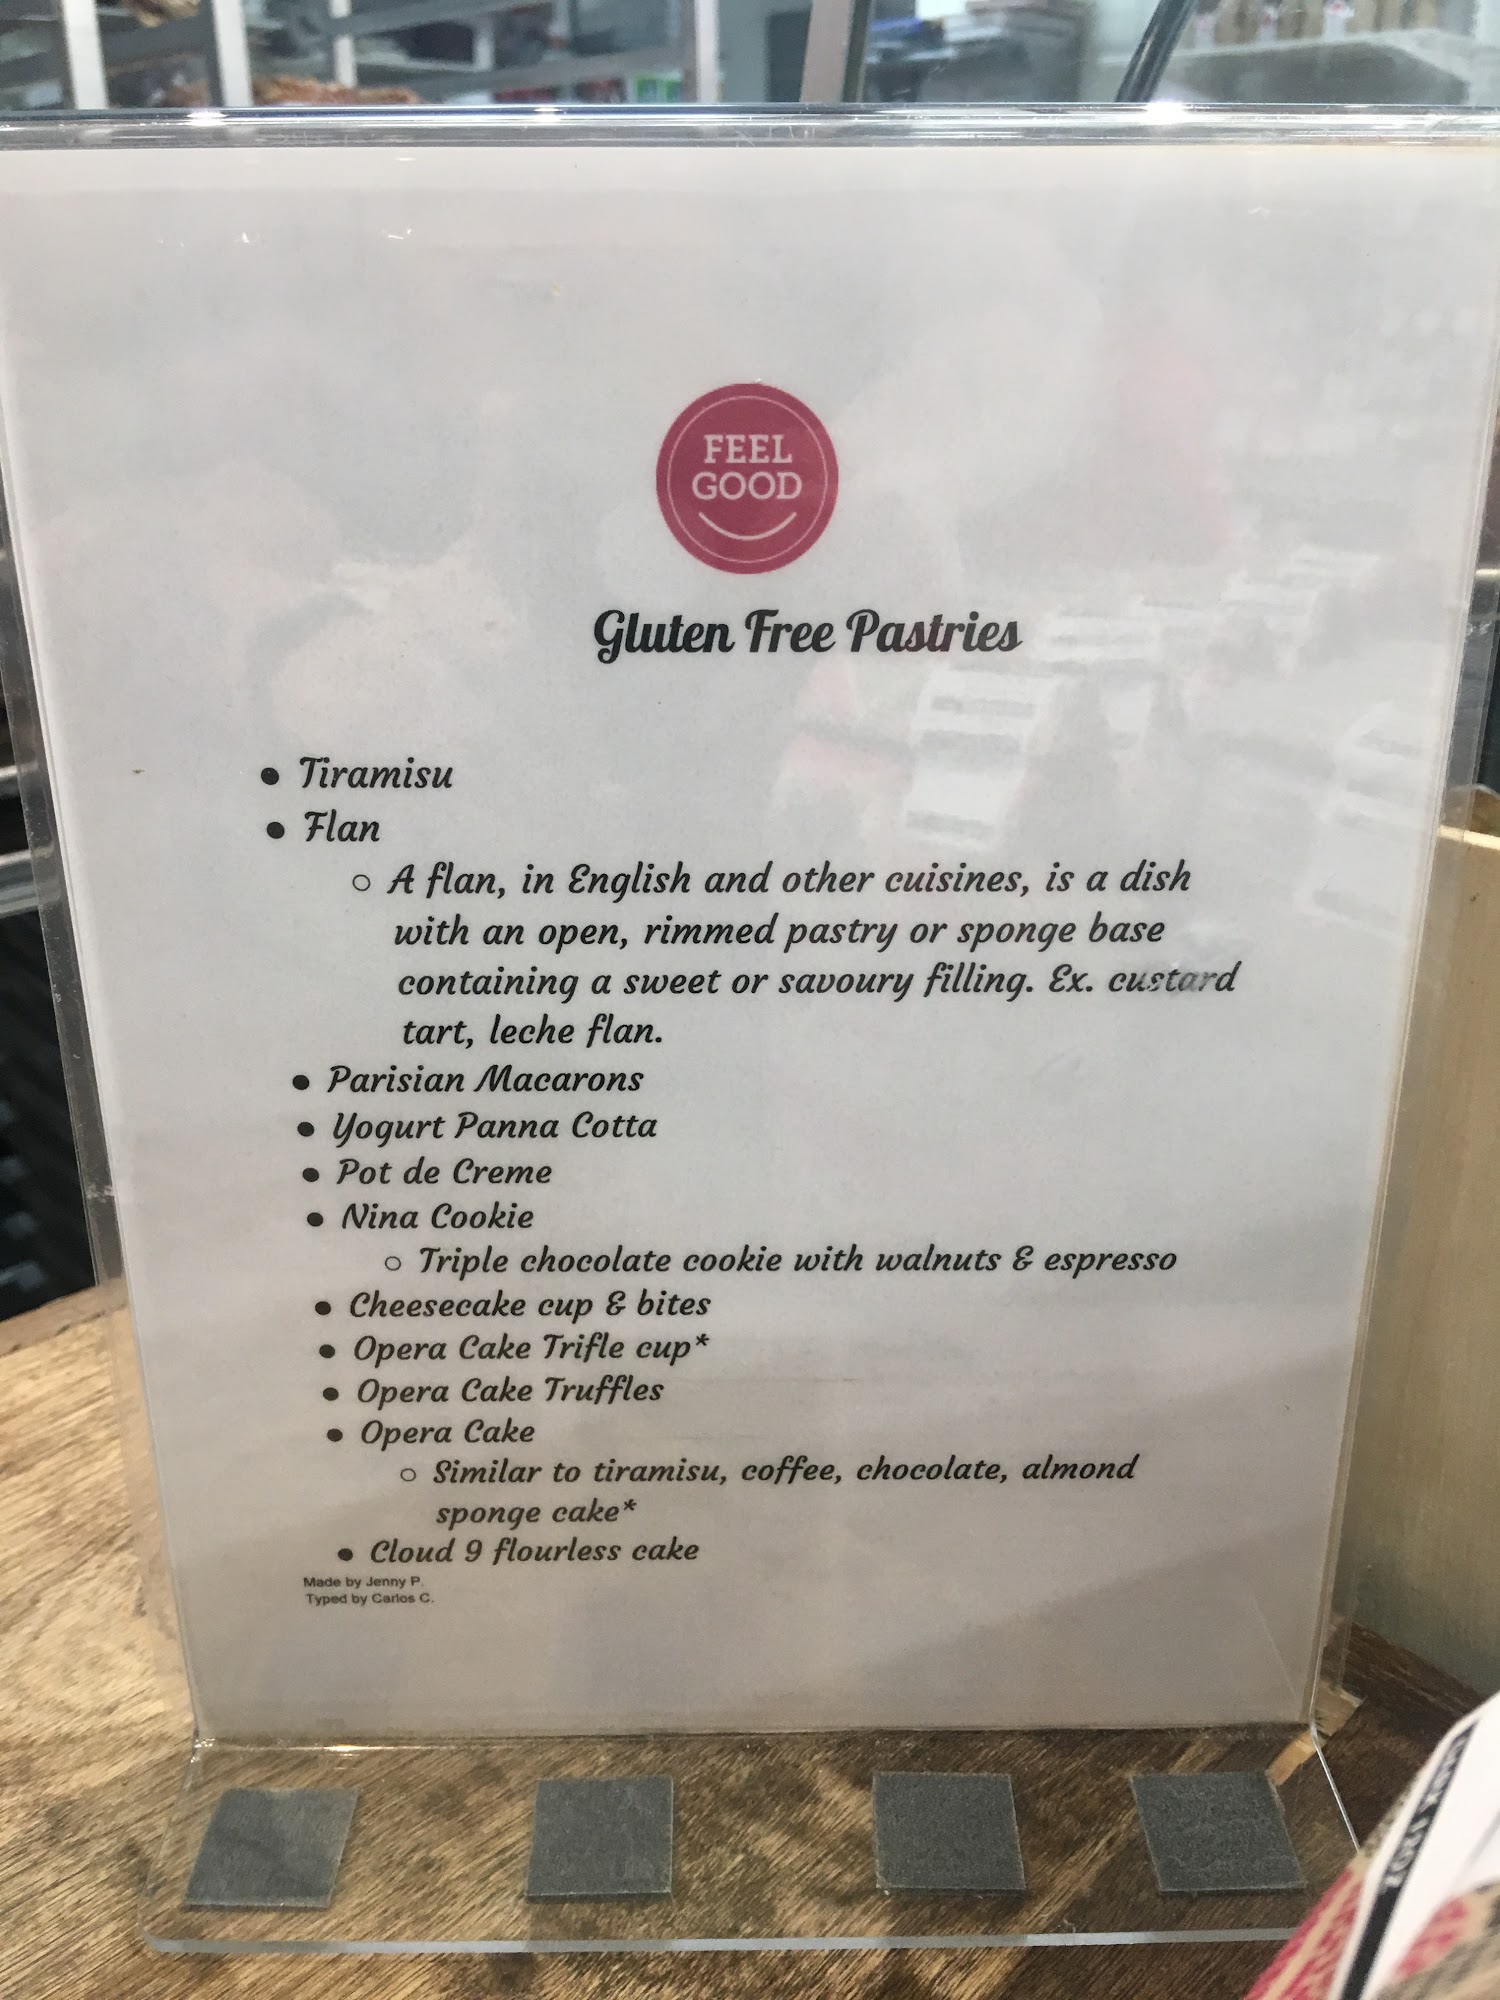 FEEL
GOOD
Gluten Free Pastries
● Tiramisu
● Flan
○ A flan, in English and other cuisines, is a dish
with an open, rimmed pastry or sponge base
containing a sweet or savoury filling. Ex. custard
tart, leche flan.
● Parisian Macarons
● Yogurt Panna Cotta
● Pot de Creme
● Nina Cookie
○ Triple chocolate cookie with walnuts & espresso
● Cheesecake cup & bites
● Opera Cake Trifle cup*
● Opera Cake Truffles
● Opera Cake
○ Similar to tiramisu, coffee, chocolate, almond
sponge cake*
● Cloud 9 flourless cake
Made by Jenny P.
Typed by Carlos C.